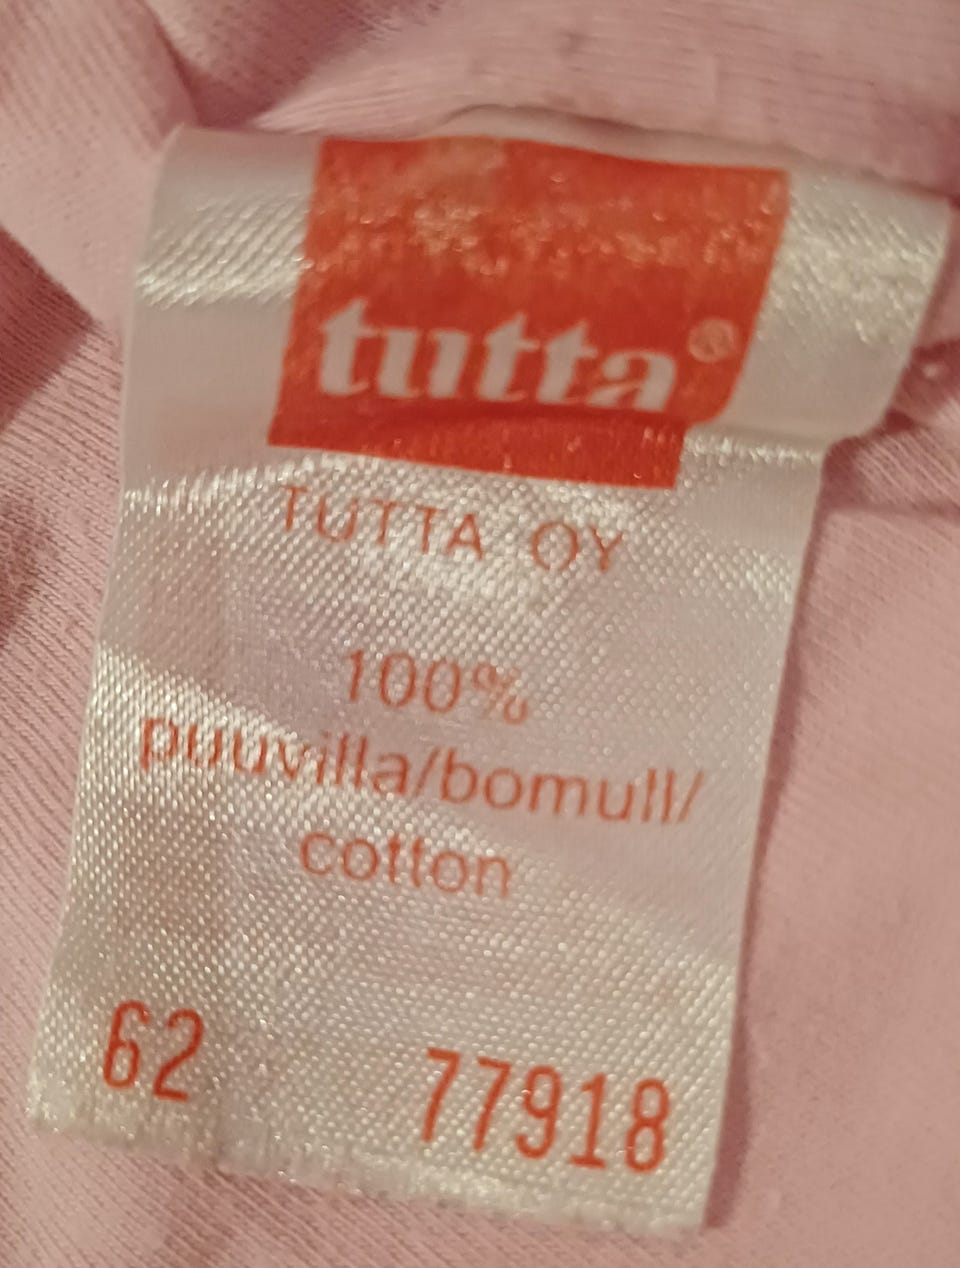 tutta®
TUTTA OY
100%
puuvilla/bomull/
cotton
62 77918